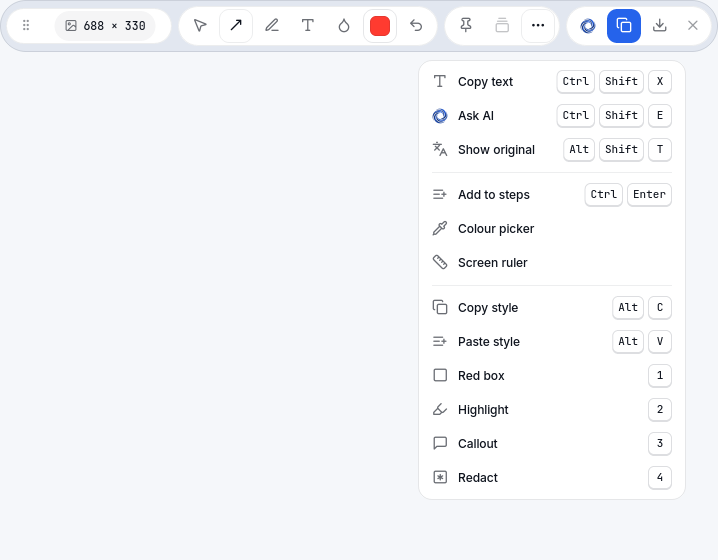 688 × 330
Copy text Ctrl Shift X
Ask AI Ctrl Shift E
Show original Alt Shift T
Add to steps Ctrl Enter
Colour picker
Screen ruler
Copy style Alt C
Paste style Alt V
Red box 1
Highlight 2
Callout 3
Redact 4